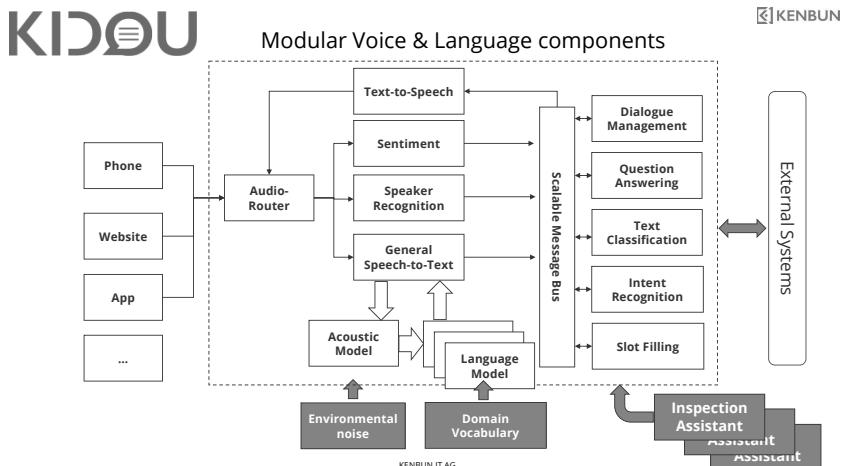 KIDOU
KENBUN
Modular Voice & Language components
Text-to-Speech
Sentiment
Speaker
Recognition
General
Speech-to-Text
Phone
Website
App
...
Audio-
Router
Acoustic
Model
Language
Model
Environmental
noise
Domain
Vocabulary
Scalable Message Bus
Dialogue
Management
Question
Answering
Text
Classification
Intent
Recognition
Slot Filling
External Systems
Inspection
Assistant
Assistant
Assistant
KENBUN IT AG